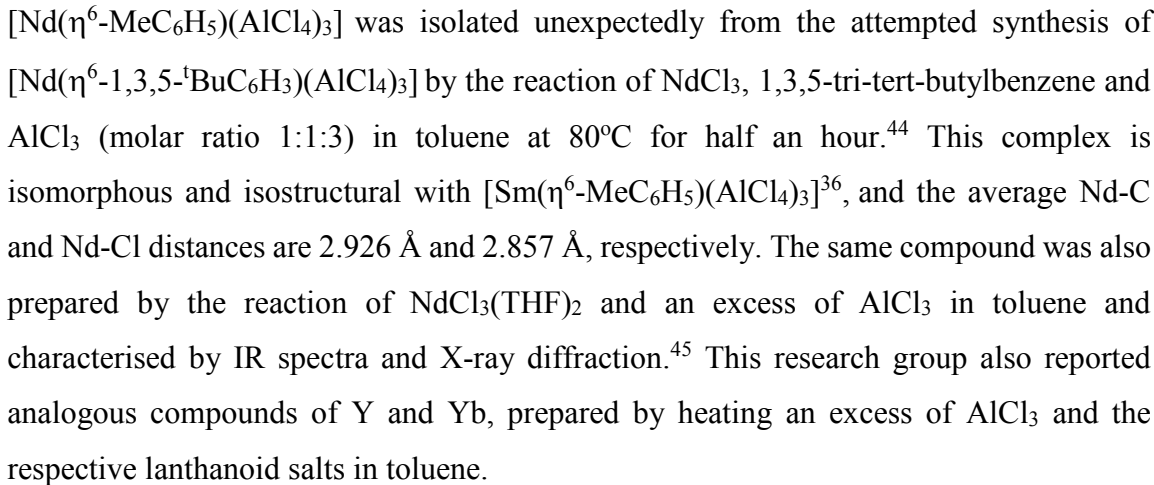 [Nd(η⁶-MeC₆H₅)(AlCl₄)₃] was isolated unexpectedly from the attempted synthesis of
[Nd(η⁶-1,3,5-ᵗBuC₆H₃)(AlCl₄)₃] by the reaction of NdCl₃, 1,3,5-tri-tert-butylbenzene and
AlCl₃ (molar ratio 1:1:3) in toluene at 80ºC for half an hour.⁴⁴ This complex is
isomorphous and isostructural with [Sm(η⁶-MeC₆H₅)(AlCl₄)₃]³⁶, and the average Nd-C
and Nd-Cl distances are 2.926 Å and 2.857 Å, respectively. The same compound was also
prepared by the reaction of NdCl₃(THF)₂ and an excess of AlCl₃ in toluene and
characterised by IR spectra and X-ray diffraction.⁴⁵ This research group also reported
analogous compounds of Y and Yb, prepared by heating an excess of AlCl₃ and the
respective lanthanoid salts in toluene.